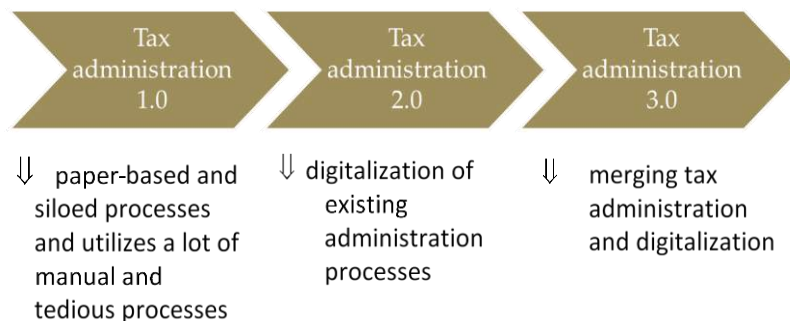 Tax
administration
1.0
Tax
administration
2.0
Tax
administration
3.0
⇓ paper-based and
siloed processes
and utilizes a lot of
manual and
tedious processes
⇓ digitalization of
existing
administration
processes
⇓ merging tax
administration
and digitalization